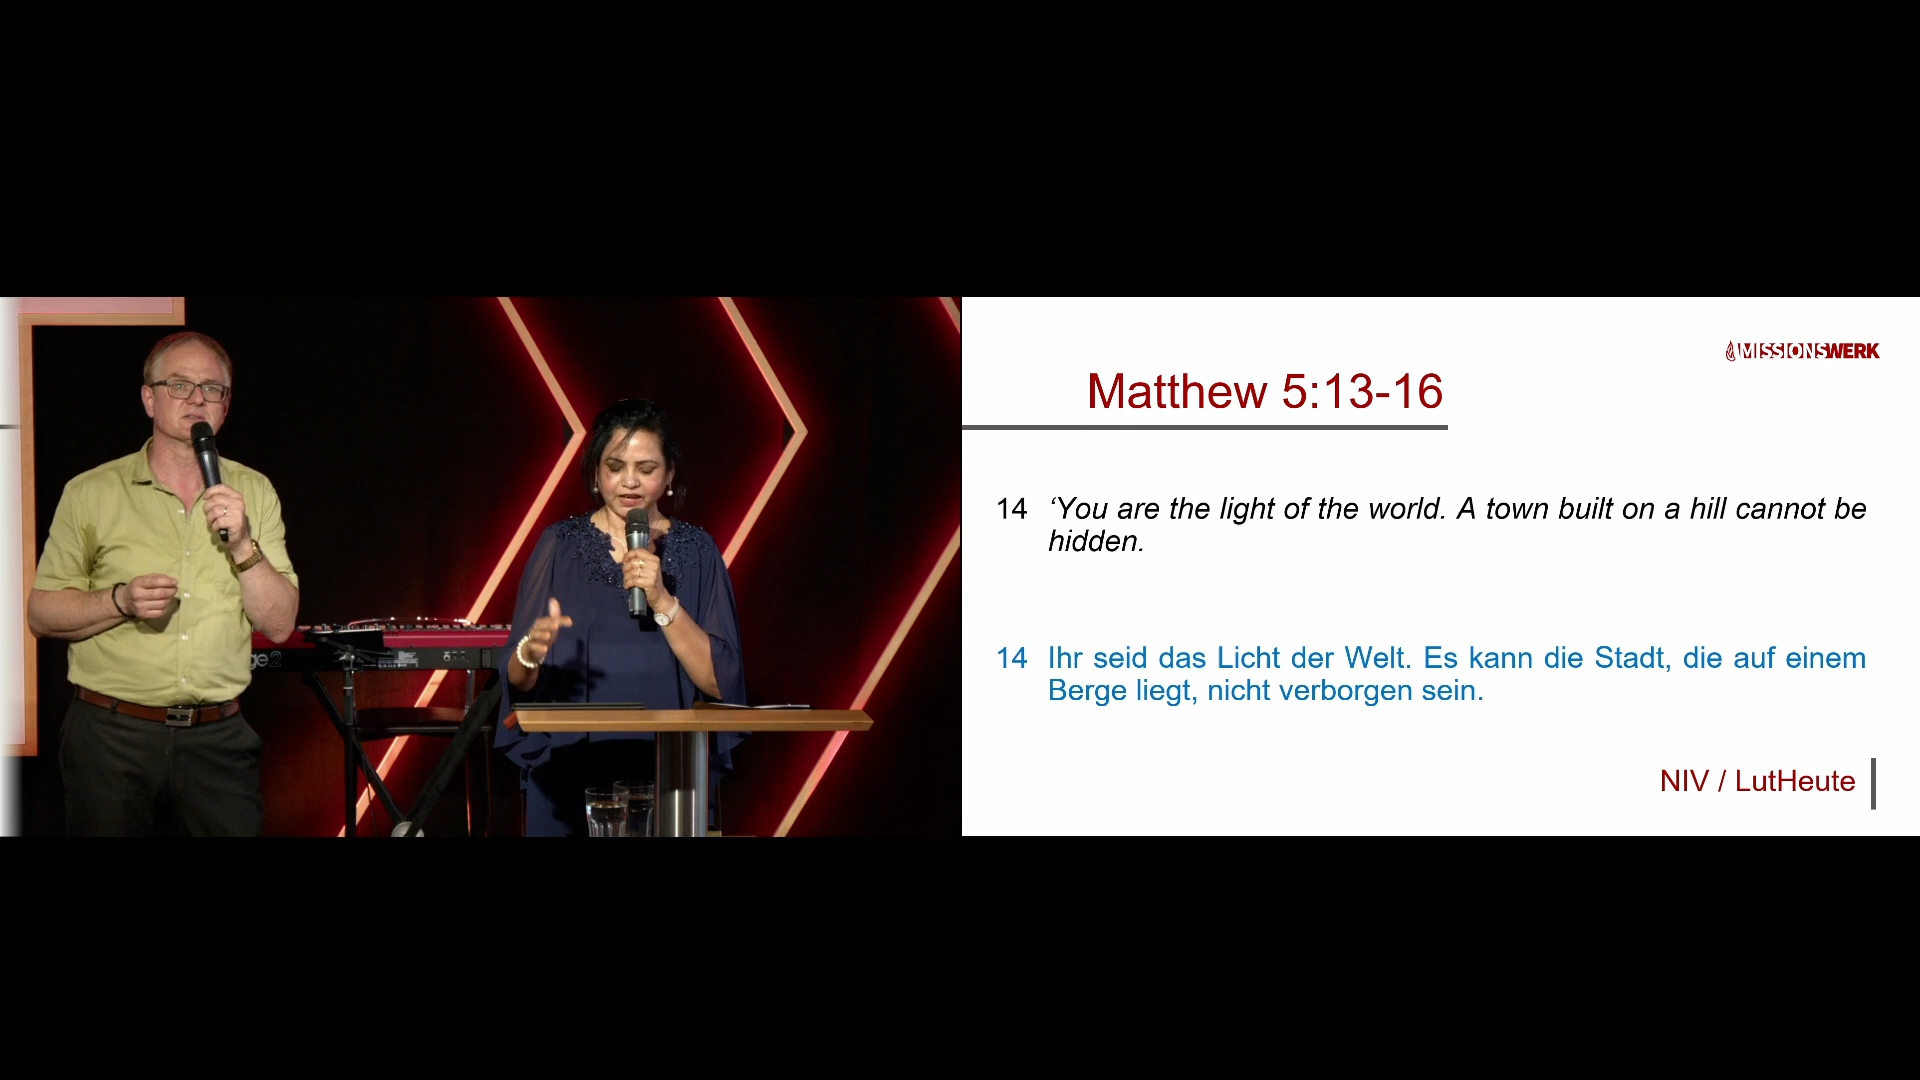 ge2
MISSIONSWERK
Matthew 5:13-16
14 ‘You are the light of the world. A town built on a hill cannot be
hidden.
14 Ihr seid das Licht der Welt. Es kann die Stadt, die auf einem
Berge liegt, nicht verborgen sein.
NIV / LutHeute